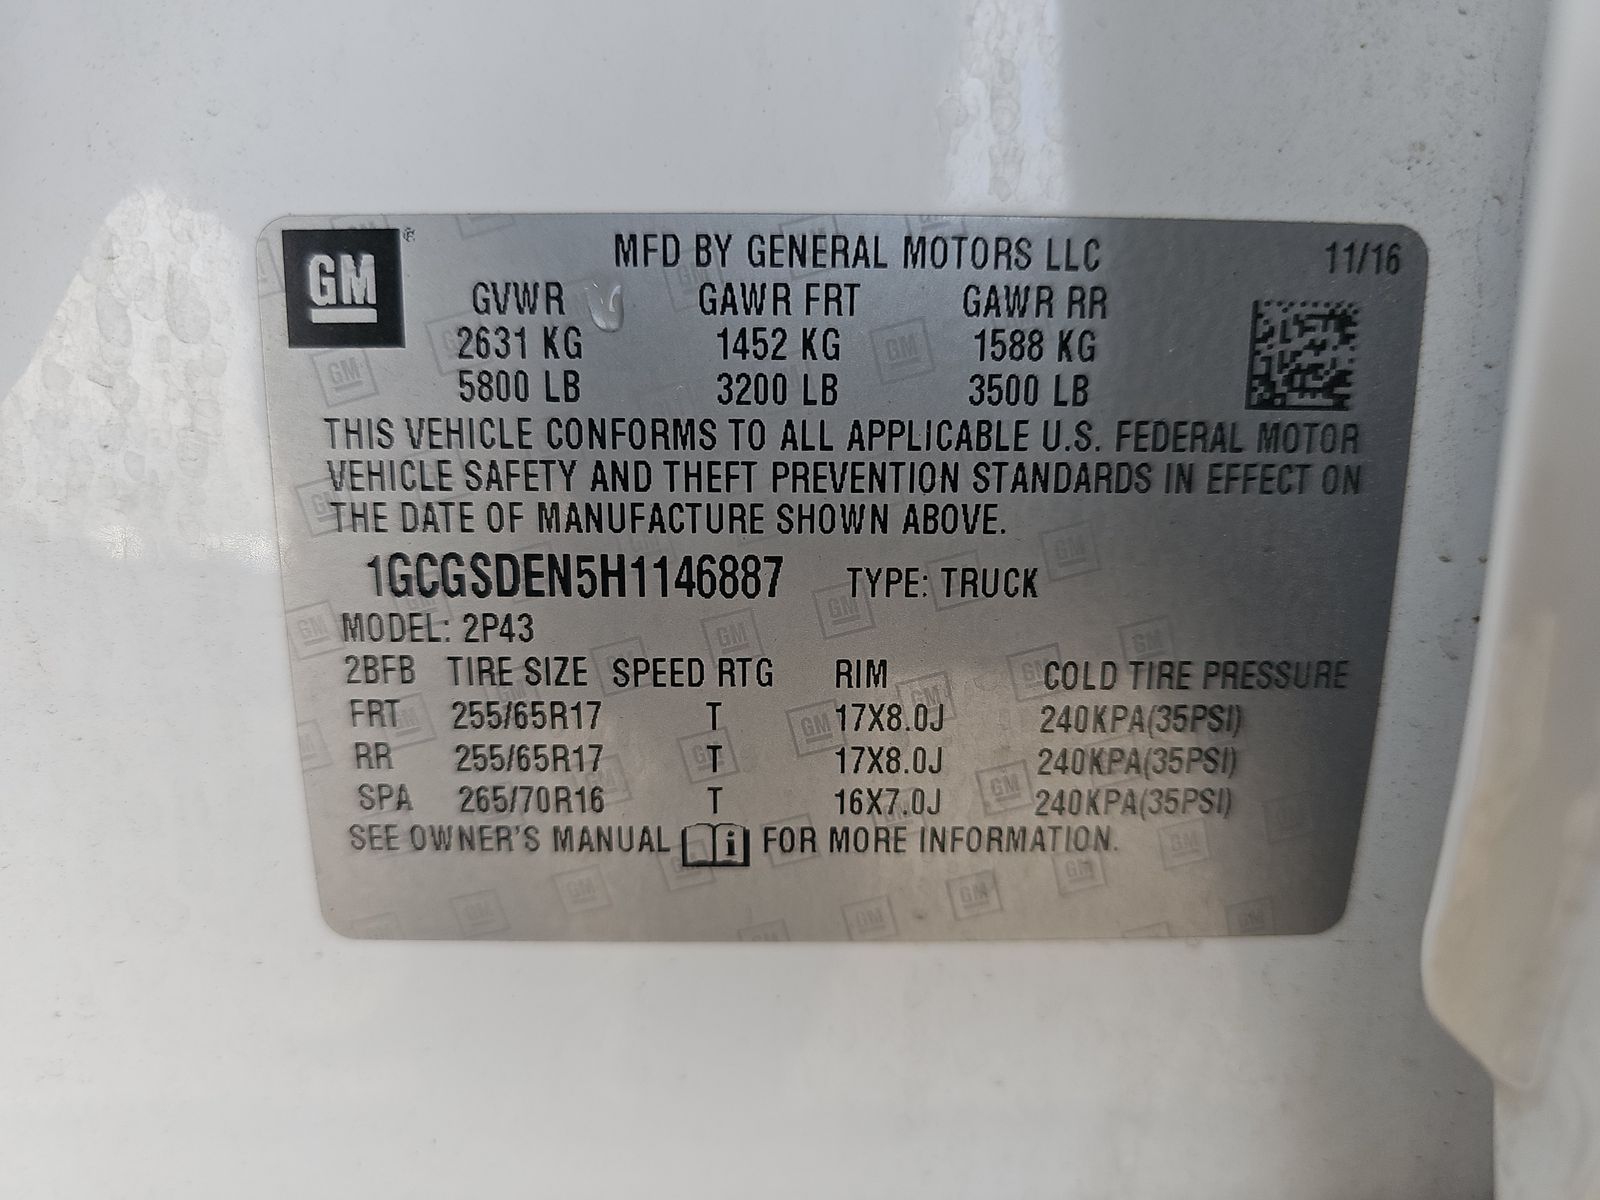 GM ® MFD BY GENERAL MOTORS LLC 11/16
GVWR GAWR FRT GAWR RR
2631 KG 1452 KG 1588 KG
5800 LB 3200 LB 3500 LB
THIS VEHICLE CONFORMS TO ALL APPLICABLE U.S. FEDERAL MOTOR
VEHICLE SAFETY AND THEFT PREVENTION STANDARDS IN EFFECT ON
THE DATE OF MANUFACTURE SHOWN ABOVE.
1GCGSDEN5H1146887 TYPE: TRUCK
MODEL: 2P43
2BFB TIRE SIZE SPEED RTG RIM COLD TIRE PRESSURE
FRT 255/65R17 T 17X8.0J 240KPA(35PSI)
RR 255/65R17 T 17X8.0J 240KPA(35PSI)
SPA 265/70R16 T 16X7.0J 240KPA(35PSI)
SEE OWNER'S MANUAL i FOR MORE INFORMATION.